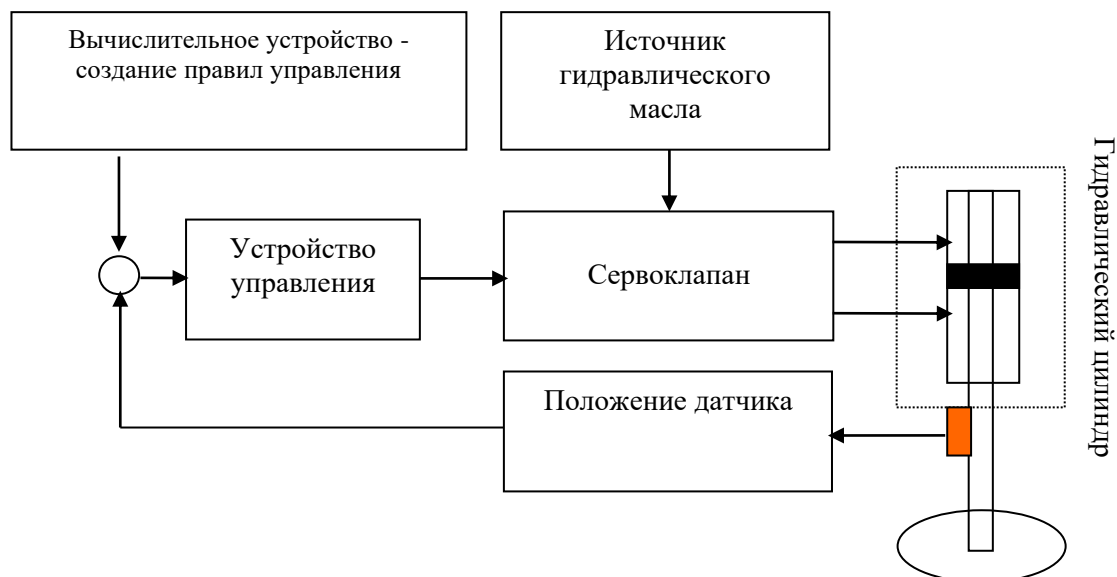 Вычислительное устройство -
создание правил управления
Источник
гидравлического
масла
Гидравлический цилиндр
Устройство
управления
Сервоклапан
Положение датчика